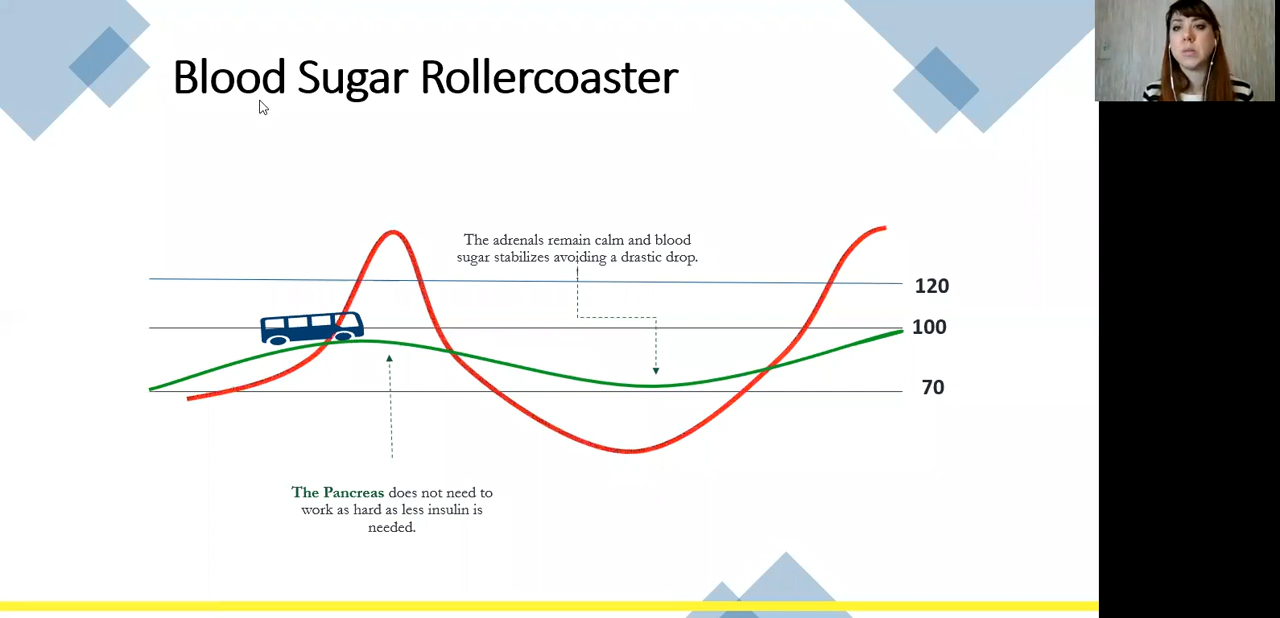 Blood Sugar Rollercoaster
The adrenals remain calm and blood
sugar stabilizes avoiding a drastic drop.
120
100
70
The Pancreas does not need to
work as hard as less insulin is
needed.